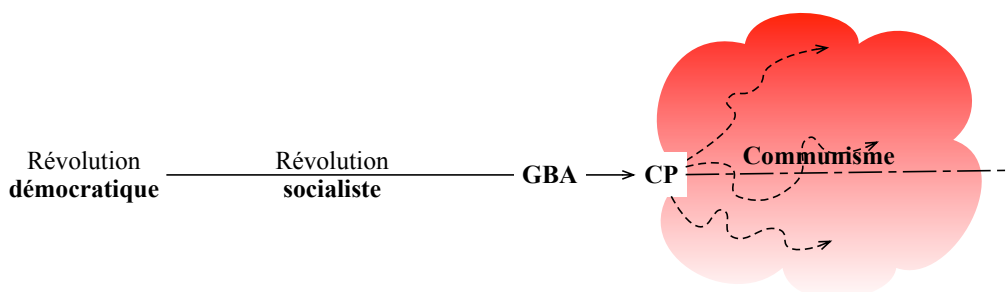 Révolution
démocratique
Révolution
socialiste
GBA
CP
Communisme